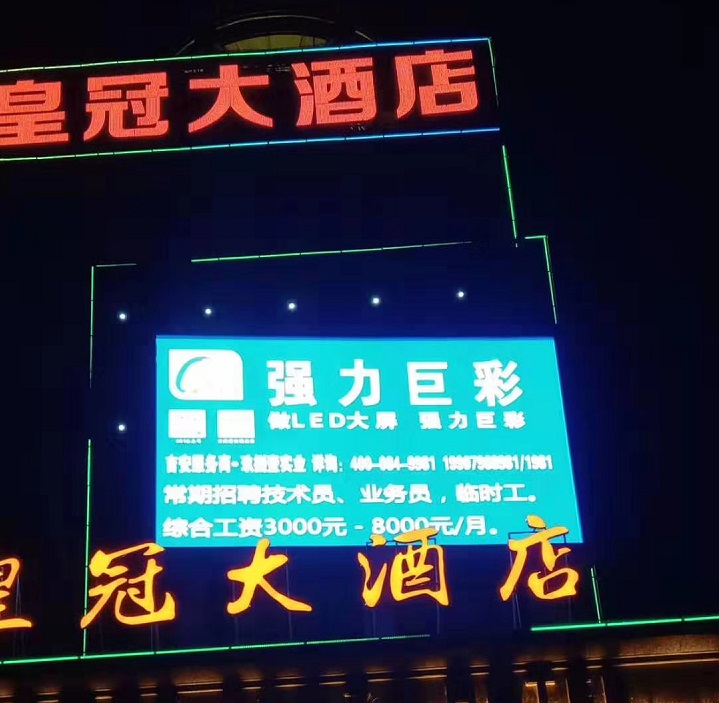 皇冠大酒店
强力巨彩
做LED大屏 强力巨彩
常期招聘技术员、业务员，临时工。
综合工资3000元－8000元/月。
皇冠大酒店